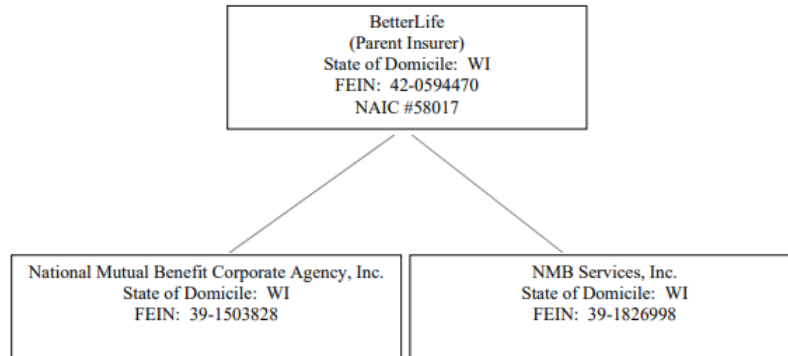 BetterLife
(Parent Insurer)
State of Domicile: WI
FEIN: 42-0594470
NAIC #58017
National Mutual Benefit Corporate Agency, Inc.
State of Domicile: WI
FEIN: 39-1503828
NMB Services, Inc.
State of Domicile: WI
FEIN: 39-1826998